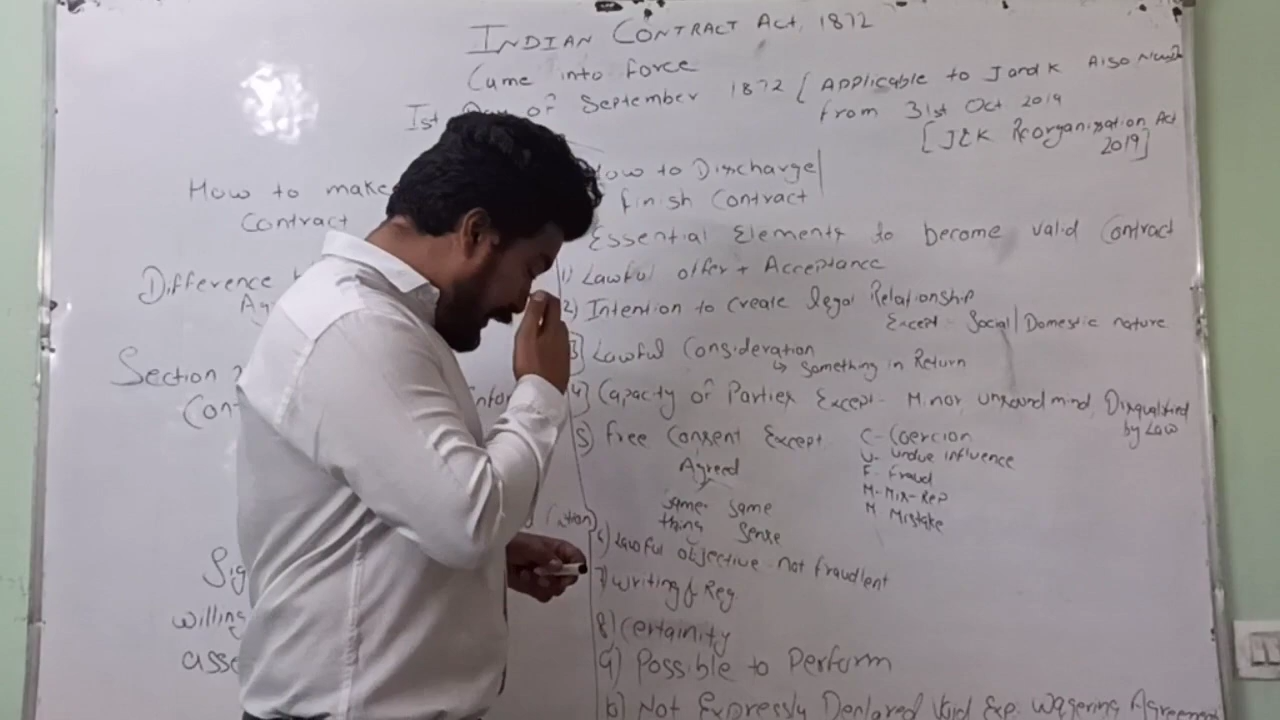 INDIAN CONTRACT Act, 1872
Came into force
Ist of September 1872 [ Applicable to J and K Also
from 31st Oct 2019
[J&K Reorganization Act
2019]
How to make
Contract
How to Discharge/
finish Contract
Difference
Section
Essential Elements to become valid Contract
1) Lawful offer + Acceptance
2) Intention to create legal Relationship
Except - Social/Domestic nature
3) Lawful Consideration
↳ Something in Return
4) Capacity of Parties Except - Minor, unsound mind, Disqualified
by Law
5) Free Consent Except
C - Coercion
U - undue influence
F - Fraud
M - Mis-Rep
M Mistake
Agreed
Same same
thing sense
6) Lawful objective - not fraudlent
7) Writing & Reg.
8) Certainity
9) Possible to Perform
10) Not Expressly Declared Void Exp. Wagering Agreement
willing